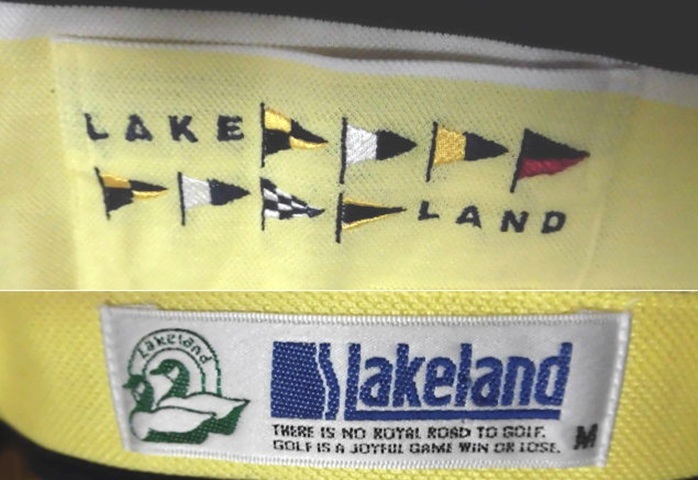 LAKE
LAND
Lakeland
lakeland
THERE IS NO ROYAL ROAD TO GOLF.
GOLF IS A JOYFUL GAME WIN OR LOSE.
M